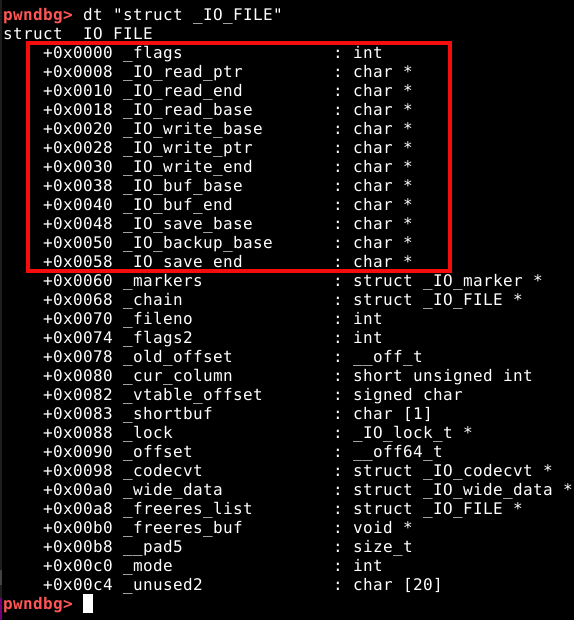 pwndbg> dt "struct _IO_FILE"
struct _IO_FILE
+0x0000 _flags : int
+0x0008 _IO_read_ptr : char *
+0x0010 _IO_read_end : char *
+0x0018 _IO_read_base : char *
+0x0020 _IO_write_base : char *
+0x0028 _IO_write_ptr : char *
+0x0030 _IO_write_end : char *
+0x0038 _IO_buf_base : char *
+0x0040 _IO_buf_end : char *
+0x0048 _IO_save_base : char *
+0x0050 _IO_backup_base : char *
+0x0058 _IO_save_end : char *
+0x0060 _markers : struct _IO_marker *
+0x0068 _chain : struct _IO_FILE *
+0x0070 _fileno : int
+0x0074 _flags2 : int
+0x0078 _old_offset : __off_t
+0x0080 _cur_column : short unsigned int
+0x0082 _vtable_offset : signed char
+0x0083 _shortbuf : char [1]
+0x0088 _lock : _IO_lock_t *
+0x0090 _offset : __off64_t
+0x0098 _codecvt : struct _IO_codecvt *
+0x00a0 _wide_data : struct _IO_wide_data *
+0x00a8 _freeres_list : struct _IO_FILE *
+0x00b0 _freeres_buf : void *
+0x00b8 __pad5 : size_t
+0x00c0 _mode : int
+0x00c4 _unused2 : char [20]
pwndbg>